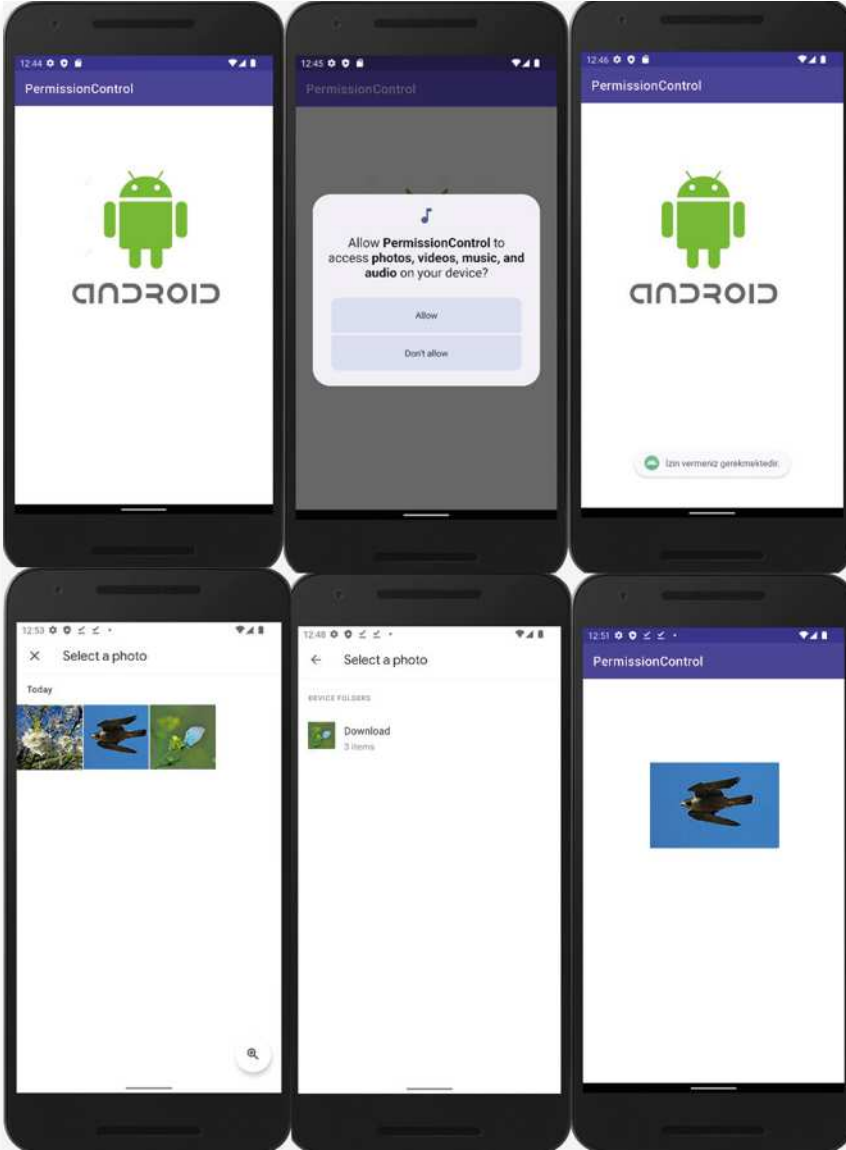 12:44
PermissionControl
ANDROID
12:45
PermissionControl
Allow PermissionControl to
access photos, videos, music, and
audio on your device?
Allow
Don't allow
12:46
PermissionControl
ANDROID
İzin vermeniz gerekmektedir.
12:53
Select a photo
Today
12:48
Select a photo
DEVICE FOLDERS
Download
3 items
12:51
PermissionControl